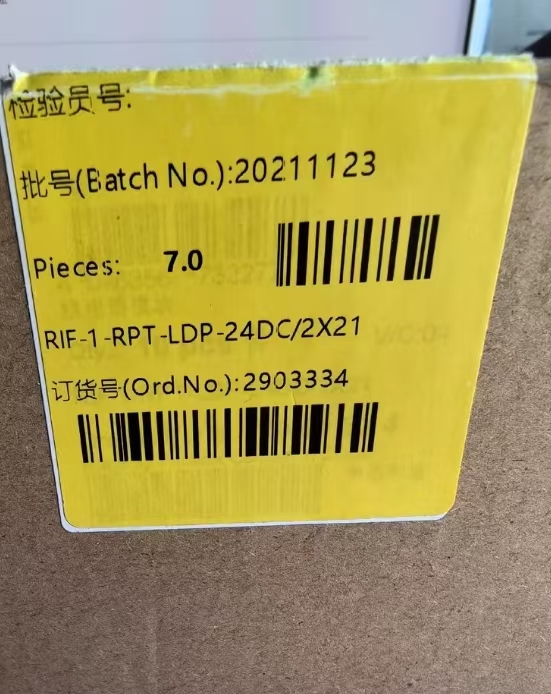 检验员号:
批号(Batch No.):20211123
Pieces: 7.0
RIF-1-RPT-LDP-24DC/2X21
订货号(Ord.No.):2903334